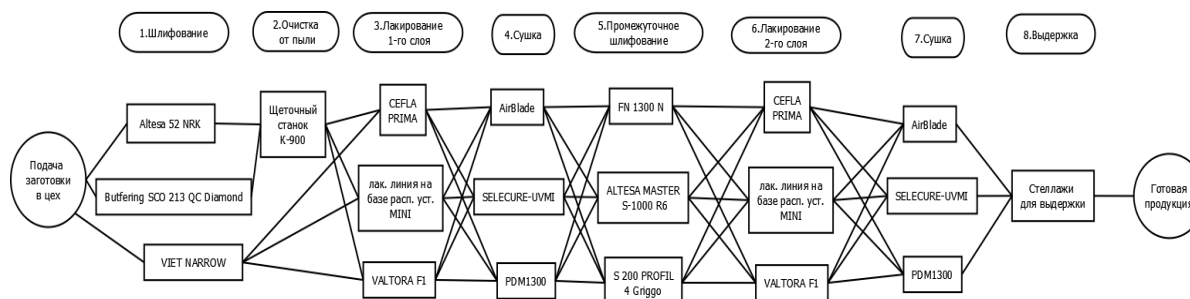 1.Шлифование
2.Очистка
от пыли
3.Лакирование
1-го слоя
4.Сушка
5.Промежуточное
шлифование
6.Лакирование
2-го слоя
7.Сушка
8.Выдержка
Подача
заготовки
в цех
Altesa 52 NRK
Butfering SCO 213 QC Diamond
VIET NARROW
Щеточный
станок
К-900
CEFLA
PRIMA
лак. линия на
базе расп. уст.
MINI
VALTORA F1
AirBlade
SELECURE-UVMI
PDM1300
FN 1300 N
ALTESA MASTER
S-1000 R6
S 200 PROFIL
4 Griggo
CEFLA
PRIMA
лак. линия на
базе расп. уст.
MINI
VALTORA F1
AirBlade
SELECURE-UVMI
PDM1300
Стеллажи
для выдержки
Готовая
продукция